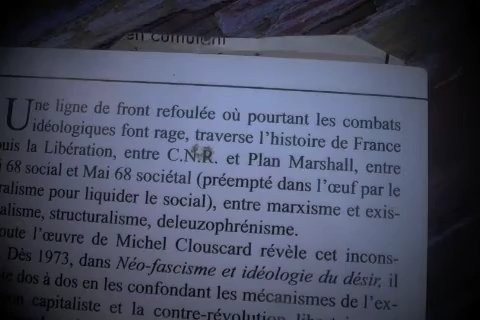 en cumulent
Une ligne de front refoulée où pourtant les combats
idéologiques font rage, traverse l'histoire de France
uis la Libération, entre C.N.R. et Plan Marshall, entre
68 social et Mai 68 sociétal (préempté dans l'œuf par le
ralisme pour liquider le social), entre marxisme et exis-
alisme, structuralisme, deleuzophrénisme.
oute l'œuvre de Michel Clouscard révèle cet incons-
Dès 1973, dans Néo-fascisme et idéologie du désir, il
ie dos à dos en les confondant les mécanismes de l'ex-
on capitaliste et la contre-révolution